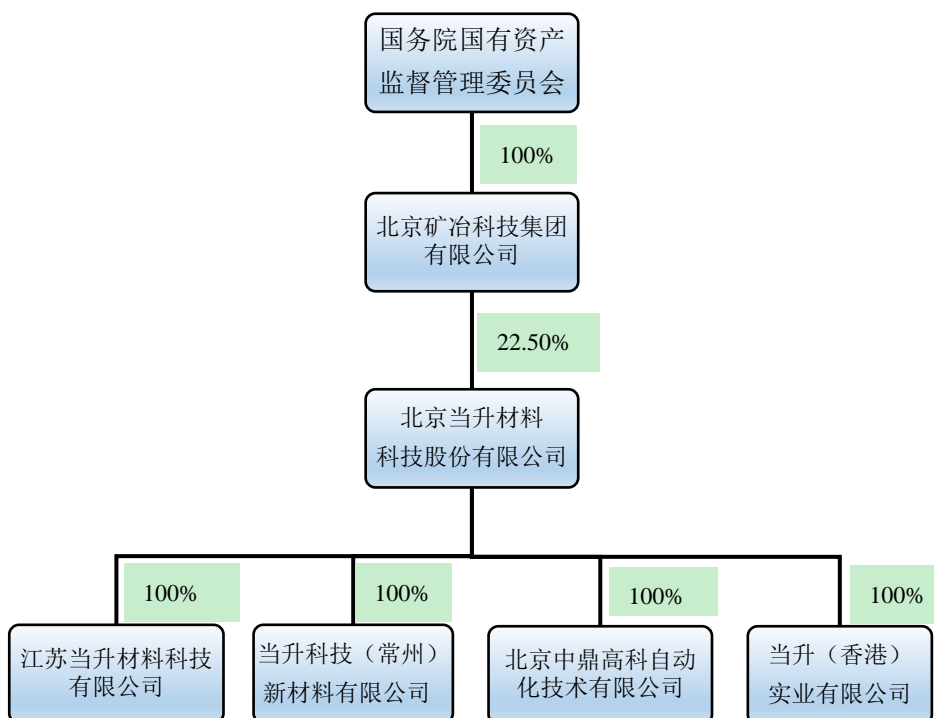 国务院国有资产
监督管理委员会
100%
北京矿冶科技集团
有限公司
22.50%
北京当升材料
科技股份有限公司
100%
100%
100%
100%
江苏当升材料科技
有限公司
当升科技（常州）
新材料有限公司
北京中鼎高科自动
化技术有限公司
当升（香港）
实业有限公司